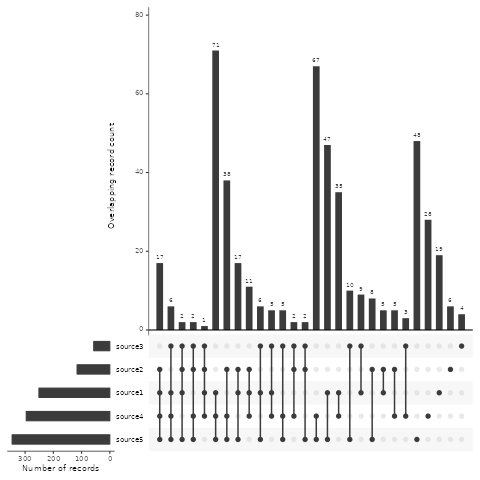 80
60
40
20
0
Overlapping record count
17 6 2 2 1 71 38 17 11 6 5 5 2 2 67 47 35 10 9 8 5 5 3 48 28 19 6 4
source3
source2
source1
source4
source5
300 200 100 0
Number of records